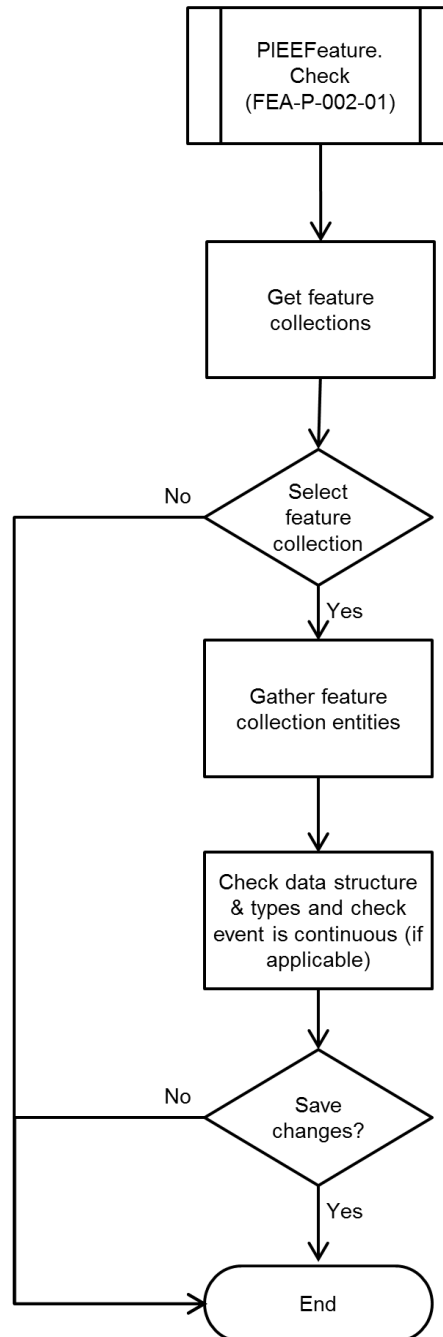 PIEEFeature.
Check
(FEA-P-002-01)
Get feature
collections
No
Select
feature
collection
Yes
Gather feature
collection entities
Check data structure
& types and check
event is continuous (if
applicable)
No
Save
changes?
Yes
End